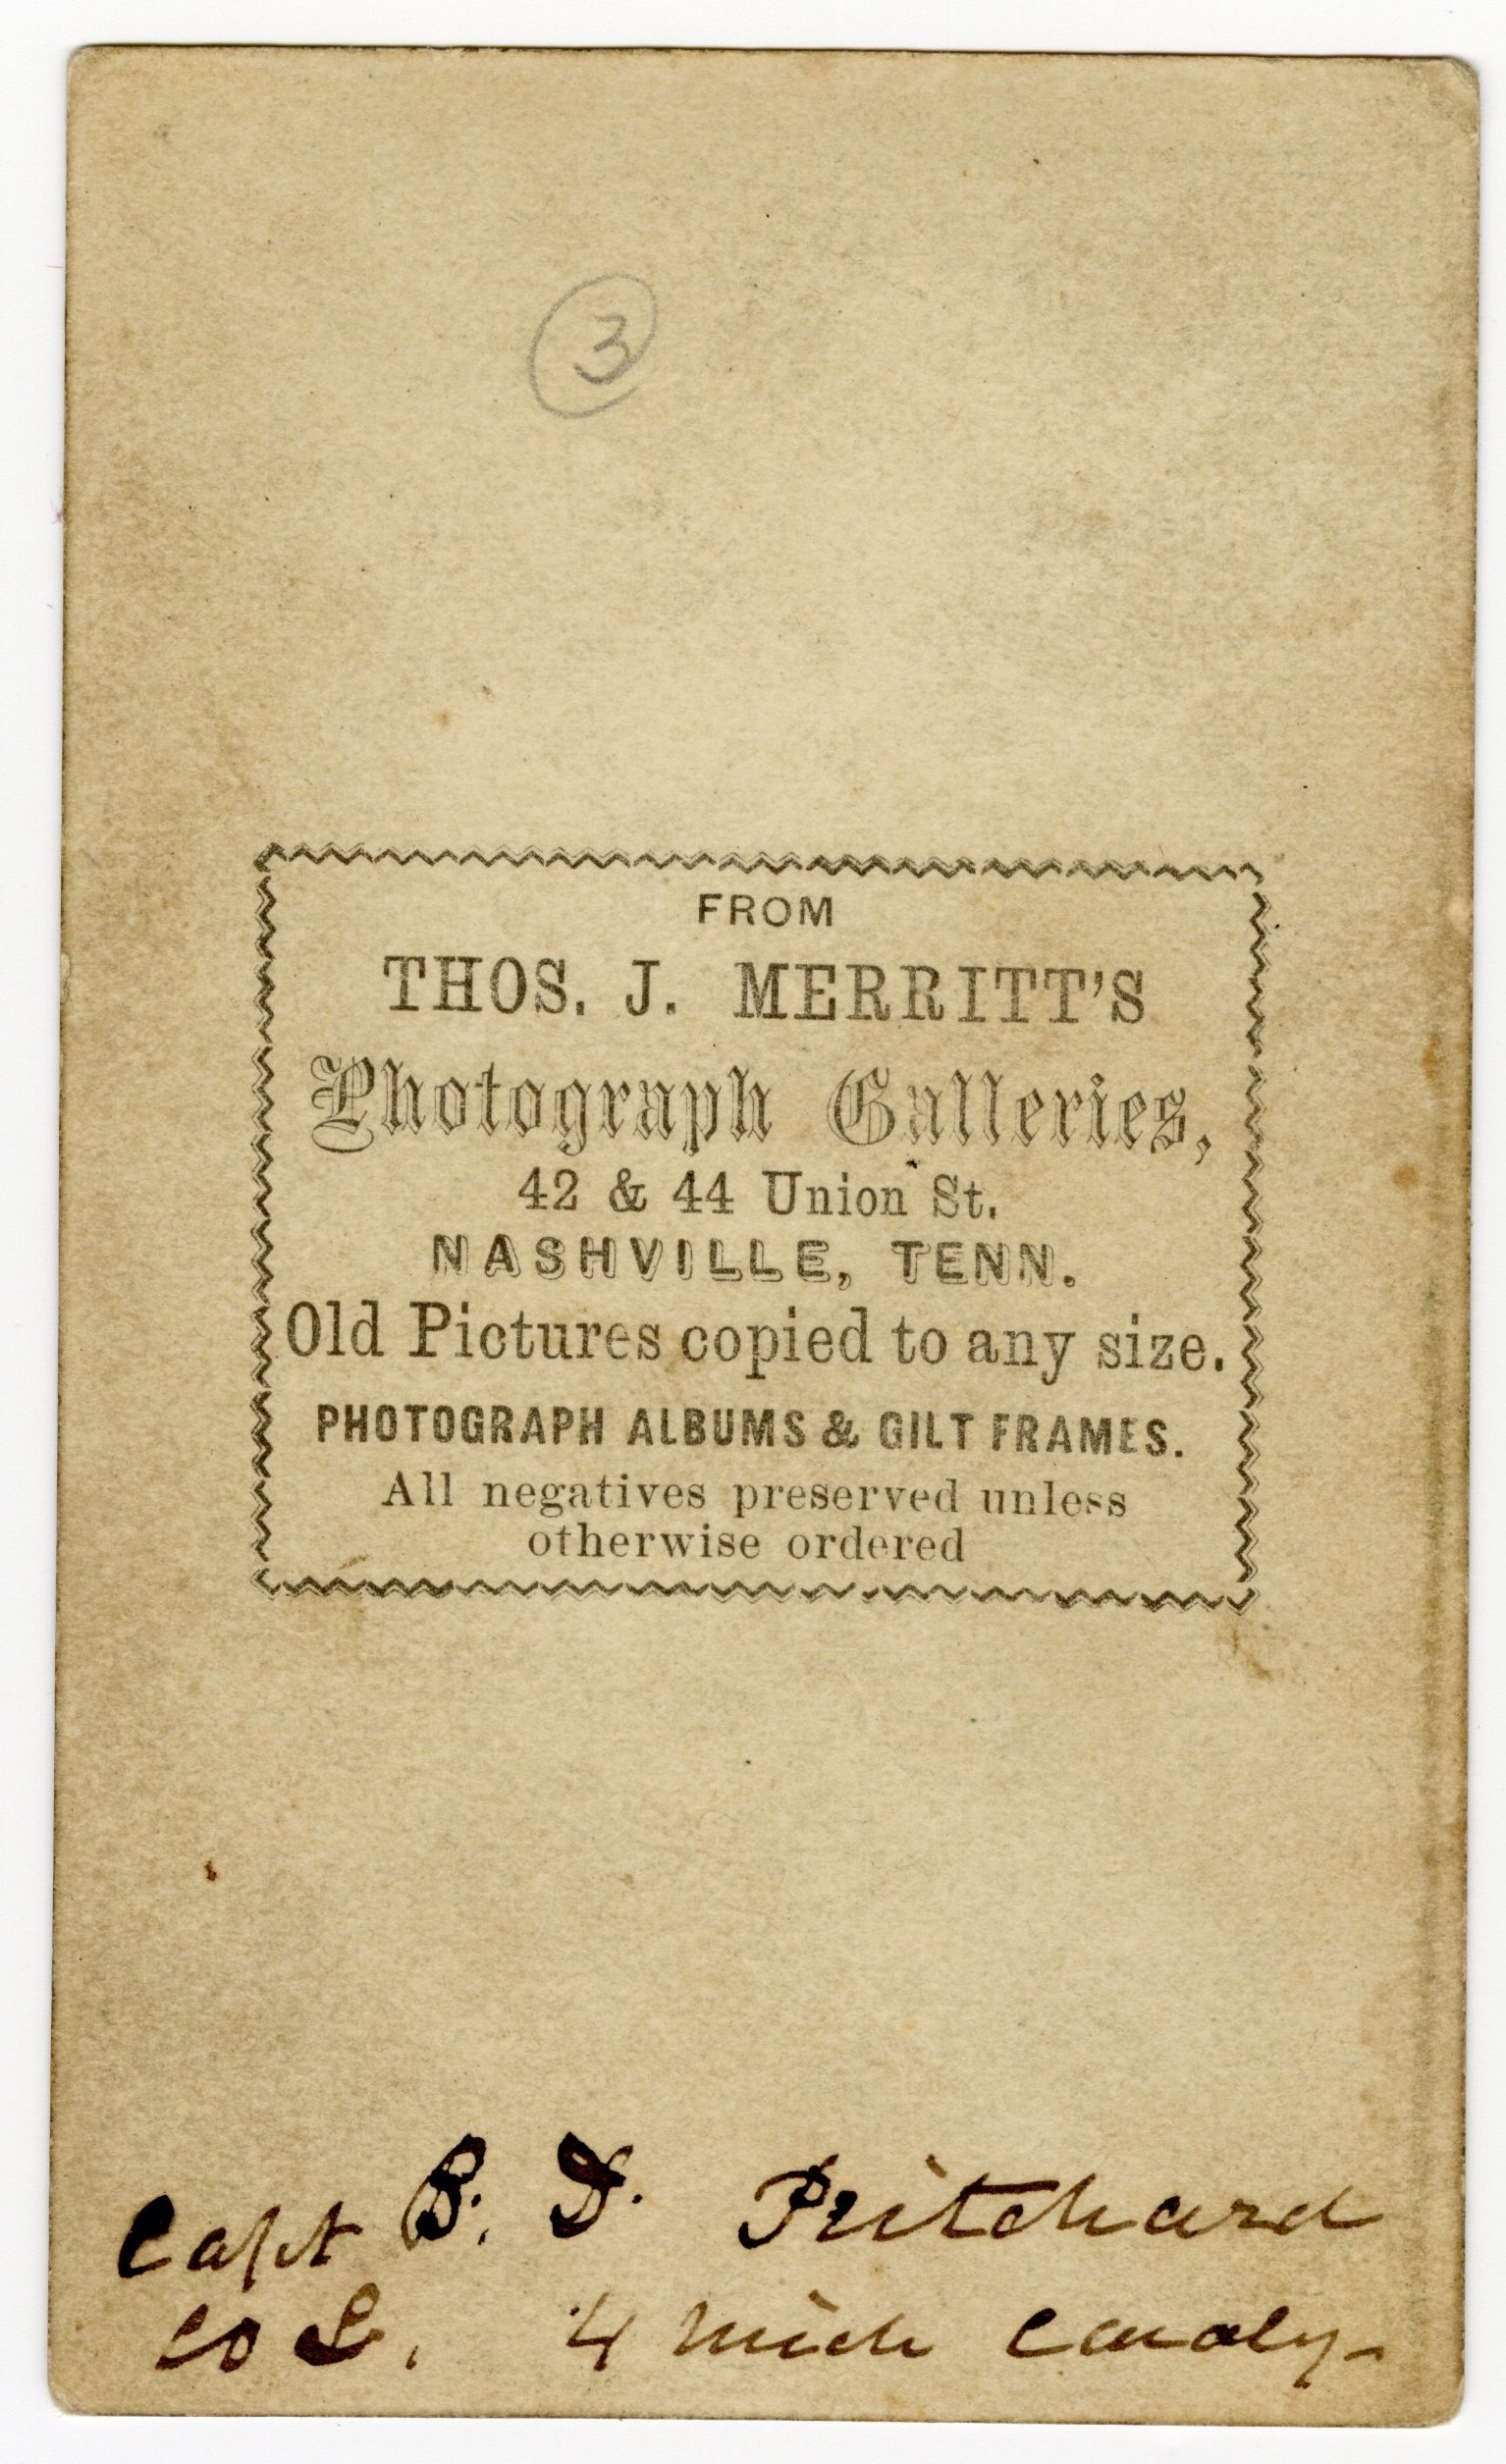 3
FROM
THOS. J. MERRITT'S
Photograph Galleries,
42 & 44 Union St.
NASHVILLE, TENN.
Old Pictures copied to any size.
PHOTOGRAPH ALBUMS & GILT FRAMES.
All negatives preserved unless
otherwise ordered
Capt B. D. Pritchard
Co L. 4 Mich Cavaly-